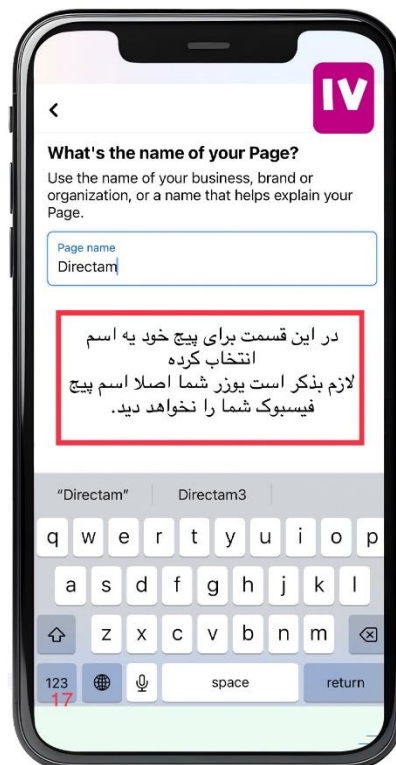 ۱۷
What's the name of your Page?
Use the name of your business, brand or
organization, or a name that helps explain your
Page.
Page name
Directam
در این قسمت برای پیج خود یه اسم
انتخاب کرده
لازم بذکر است یوزر شما اصلا اسم پیج
فیسبوک شما را نخواهد دید.
"Directam" Directam3
q w e r t y u i o p
a s d f g h j k l
z x c v b n m
123 space return
17